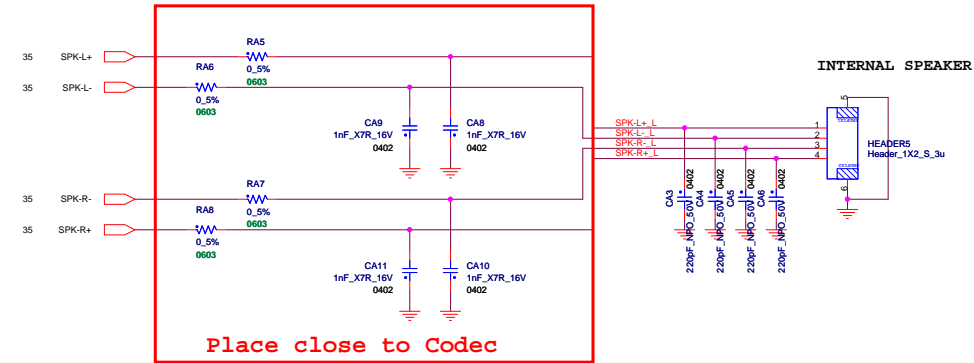 35 SPK-L+
RA5
0_5%
0603
35 SPK-L-
RA6
0_5%
0603
CA9
1nF_X7R_16V
0402
CA8
1nF_X7R_16V
0402
35 SPK-R-
RA7
0_5%
0603
35 SPK-R+
RA8
0_5%
0603
CA11
1nF_X7R_16V
0402
CA10
1nF_X7R_16V
0402
Place close to Codec
INTERNAL SPEAKER
SPK-L+_L
SPK-L-_L
SPK-R-_L
SPK-R+_L
1
2
3
4
5
6
HEADER5
Header_1X2_S_3u
CA3
0402
220pF_NPO_50V
CA4
0402
220pF_NPO_50V
CA5
0402
220pF_NPO_50V
CA6
0402
220pF_NPO_50V